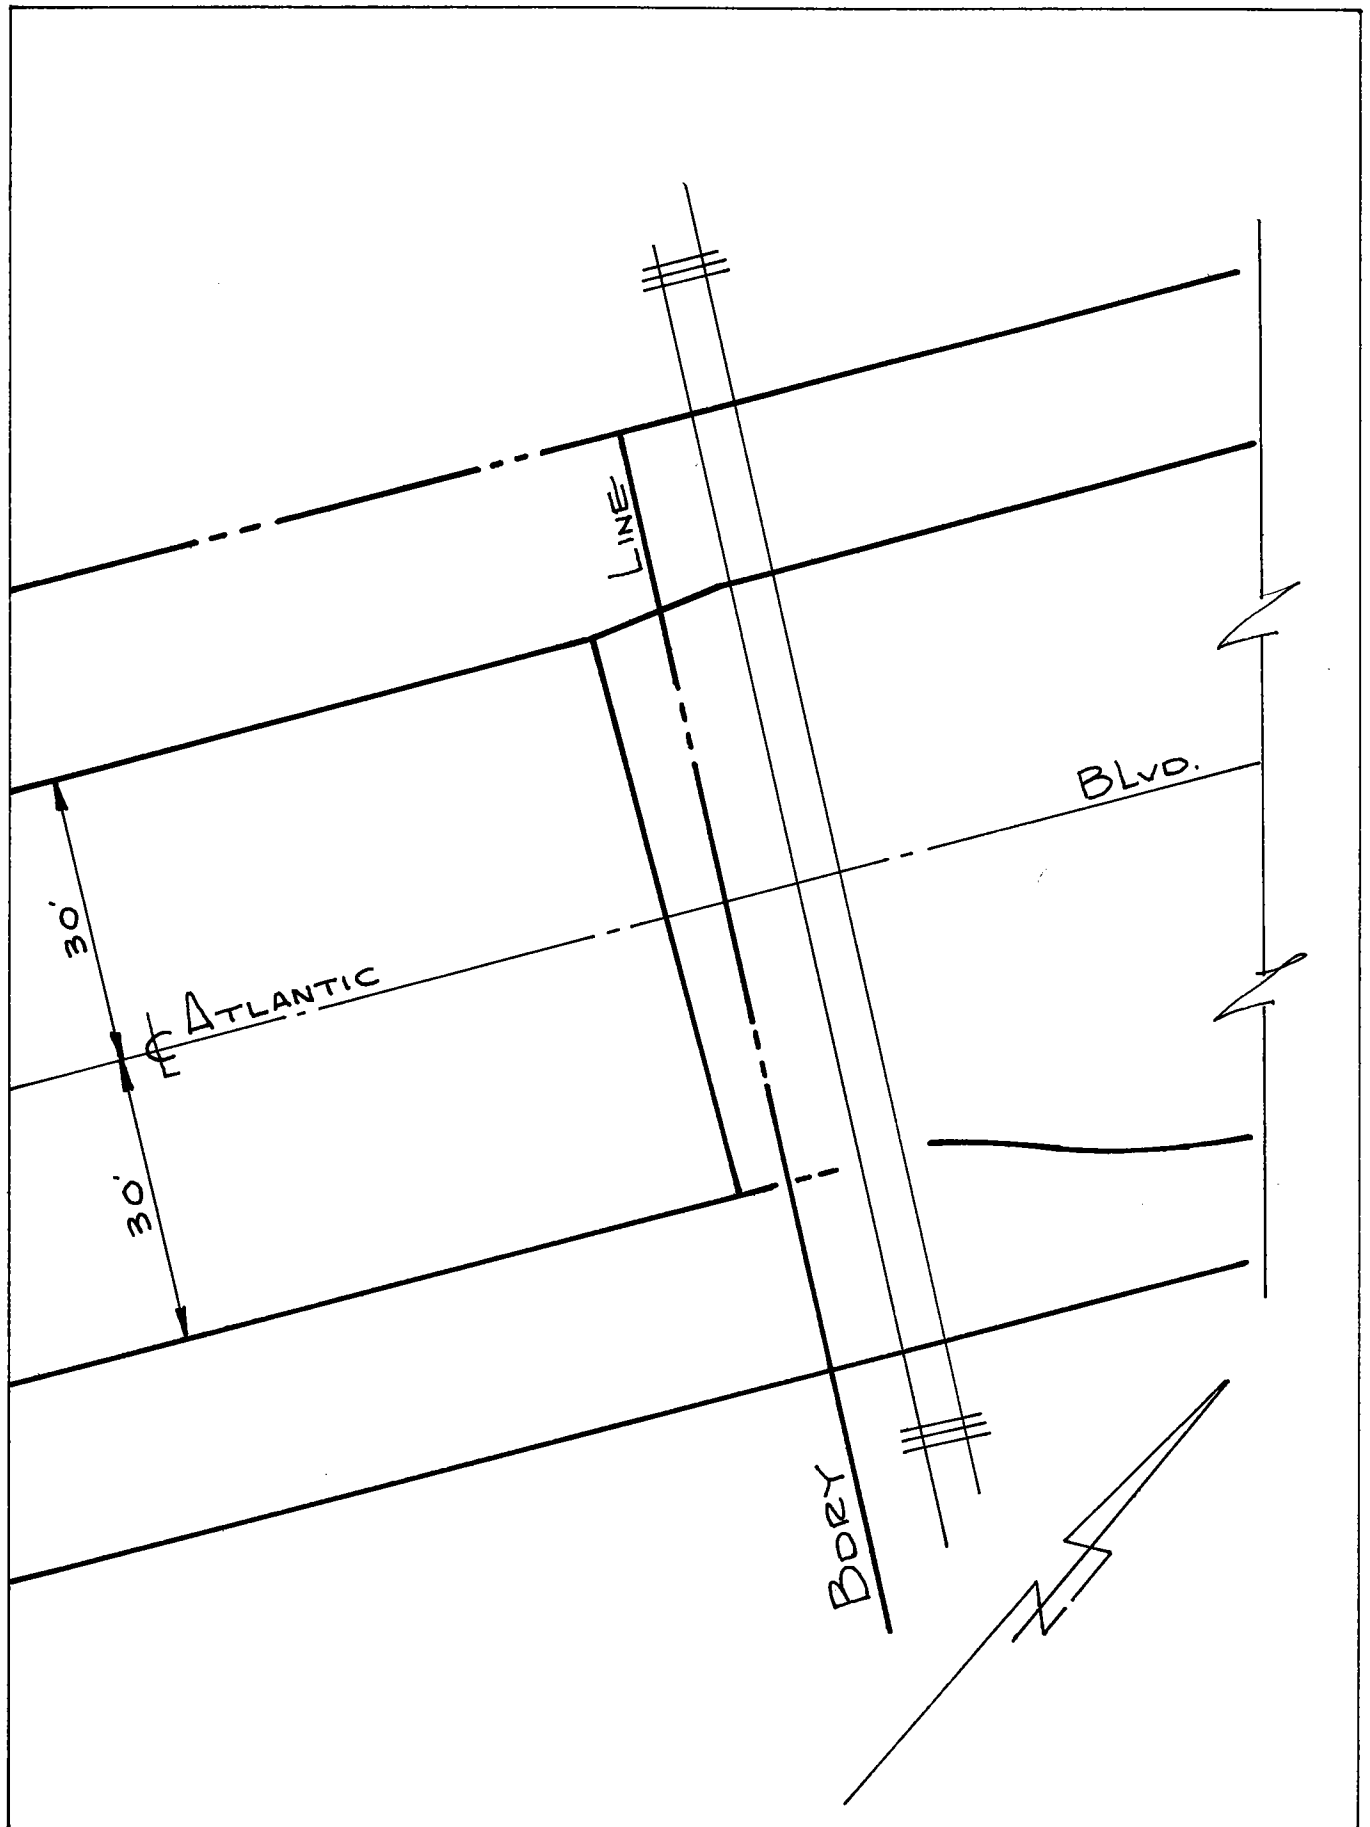 LINE
BLVD.
30'
℄ ATLANTIC
30'
BDRY